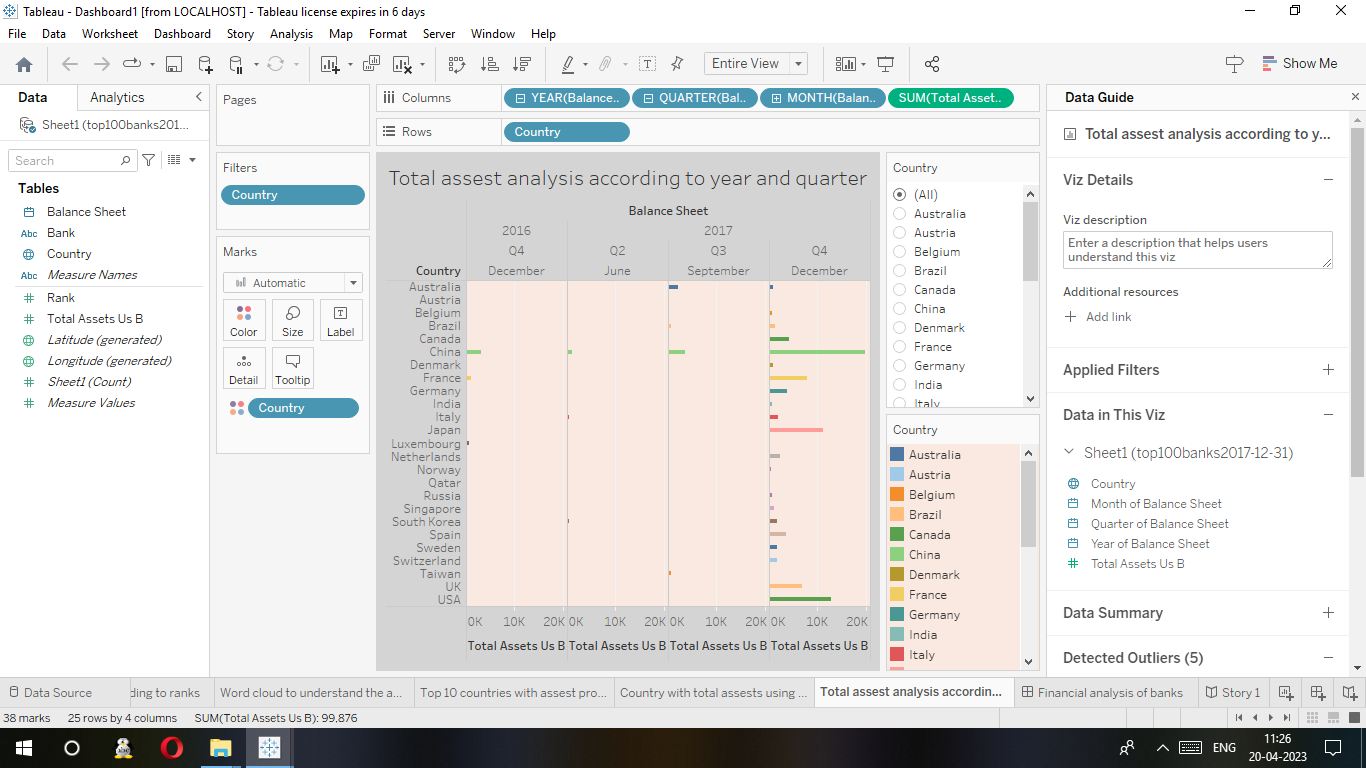 Tableau - Dashboard1 [from LOCALHOST] - Tableau license expires in 6 days
File Data Worksheet Dashboard Story Analysis Map Format Server Window Help
Entire View
Show Me
Data Analytics
Sheet1 (top100banks201...
Search
Tables
Balance Sheet
Abc Bank
Country
Abc Measure Names
Rank
Total Assets Us B
Latitude (generated)
Longitude (generated)
Sheet1 (Count)
Measure Values
Pages
Filters
Country
Marks
Automatic
Color Size Label
Detail Tooltip
Country
Columns YEAR(Balance.. QUARTER(Bal.. MONTH(Balan.. SUM(Total Asset..
Rows Country
Total assest analysis according to year and quarter
Balance Sheet
2016 2017
Q4 Q2 Q3 Q4
Country December June September December
Australia
Austria
Belgium
Brazil
Canada
China
Denmark
France
Germany
India
Italy
Japan
Luxembourg
Netherlands
Norway
Qatar
Russia
Singapore
South Korea
Spain
Sweden
Switzerland
Taiwan
UK
USA
0K 10K 20K 0K 10K 20K 0K 10K 20K 0K 10K 20K
Total Assets Us B Total Assets Us B Total Assets Us B Total Assets Us B
Country
(All)
Australia
Austria
Belgium
Brazil
Canada
China
Denmark
France
Germany
India
Italy
Country
Australia
Austria
Belgium
Brazil
Canada
China
Denmark
France
Germany
India
Italy
Data Guide
Total assest analysis according to y...
Viz Details
Viz description
Enter a description that helps users
understand this viz
Additional resources
Add link
Applied Filters
Data in This Viz
Sheet1 (top100banks2017-12-31)
Country
Month of Balance Sheet
Quarter of Balance Sheet
Year of Balance Sheet
Total Assets Us B
Data Summary
Detected Outliers (5)
Data Source ding to ranks Word cloud to understand the a... Top 10 countries with assest pro... Country with total assests using ... Total assest analysis accordin... Financial analysis of banks Story 1
38 marks 25 rows by 4 columns SUM(Total Assets Us B): 99,876
ENG
11:26
20-04-2023